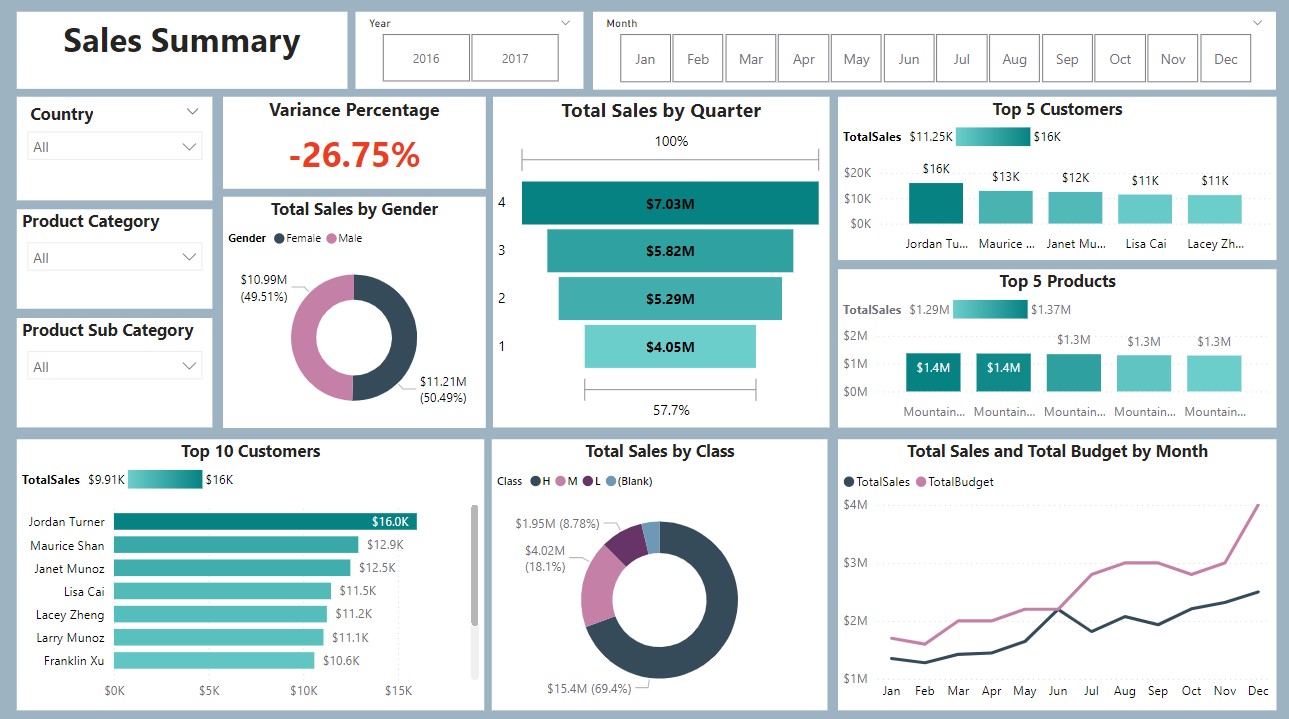 Sales Summary
Year
2016 2017
Month
Jan Feb Mar Apr May Jun Jul Aug Sep Oct Nov Dec
Country
All
Product Category
All
Product Sub Category
All
Variance Percentage
-26.75%
Total Sales by Gender
Gender Female Male
$10.99M
(49.51%)
$11.21M
(50.49%)
Total Sales by Quarter
100%
4 $7.03M
3 $5.82M
2 $5.29M
1 $4.05M
57.7%
Top 5 Customers
TotalSales $11.25K $16K
$20K
$10K
$0K
$16K $13K $12K $11K $11K
Jordan Tu... Maurice ... Janet Mu... Lisa Cai Lacey Zh...
Top 5 Products
TotalSales $1.29M $1.37M
$2M
$1M
$0M
$1.4M $1.4M $1.3M $1.3M $1.3M
Mountain... Mountain... Mountain... Mountain... Mountain...
Top 10 Customers
TotalSales $9.91K $16K
Jordan Turner $16.0K
Maurice Shan $12.9K
Janet Munoz $12.5K
Lisa Cai $11.5K
Lacey Zheng $11.2K
Larry Munoz $11.1K
Franklin Xu $10.6K
$0K $5K $10K $15K
Total Sales by Class
Class H M L (Blank)
$1.95M (8.78%)
$4.02M
(18.1%)
$15.4M (69.4%)
Total Sales and Total Budget by Month
TotalSales TotalBudget
$4M
$3M
$2M
$1M
Jan Feb Mar Apr May Jun Jul Aug Sep Oct Nov Dec